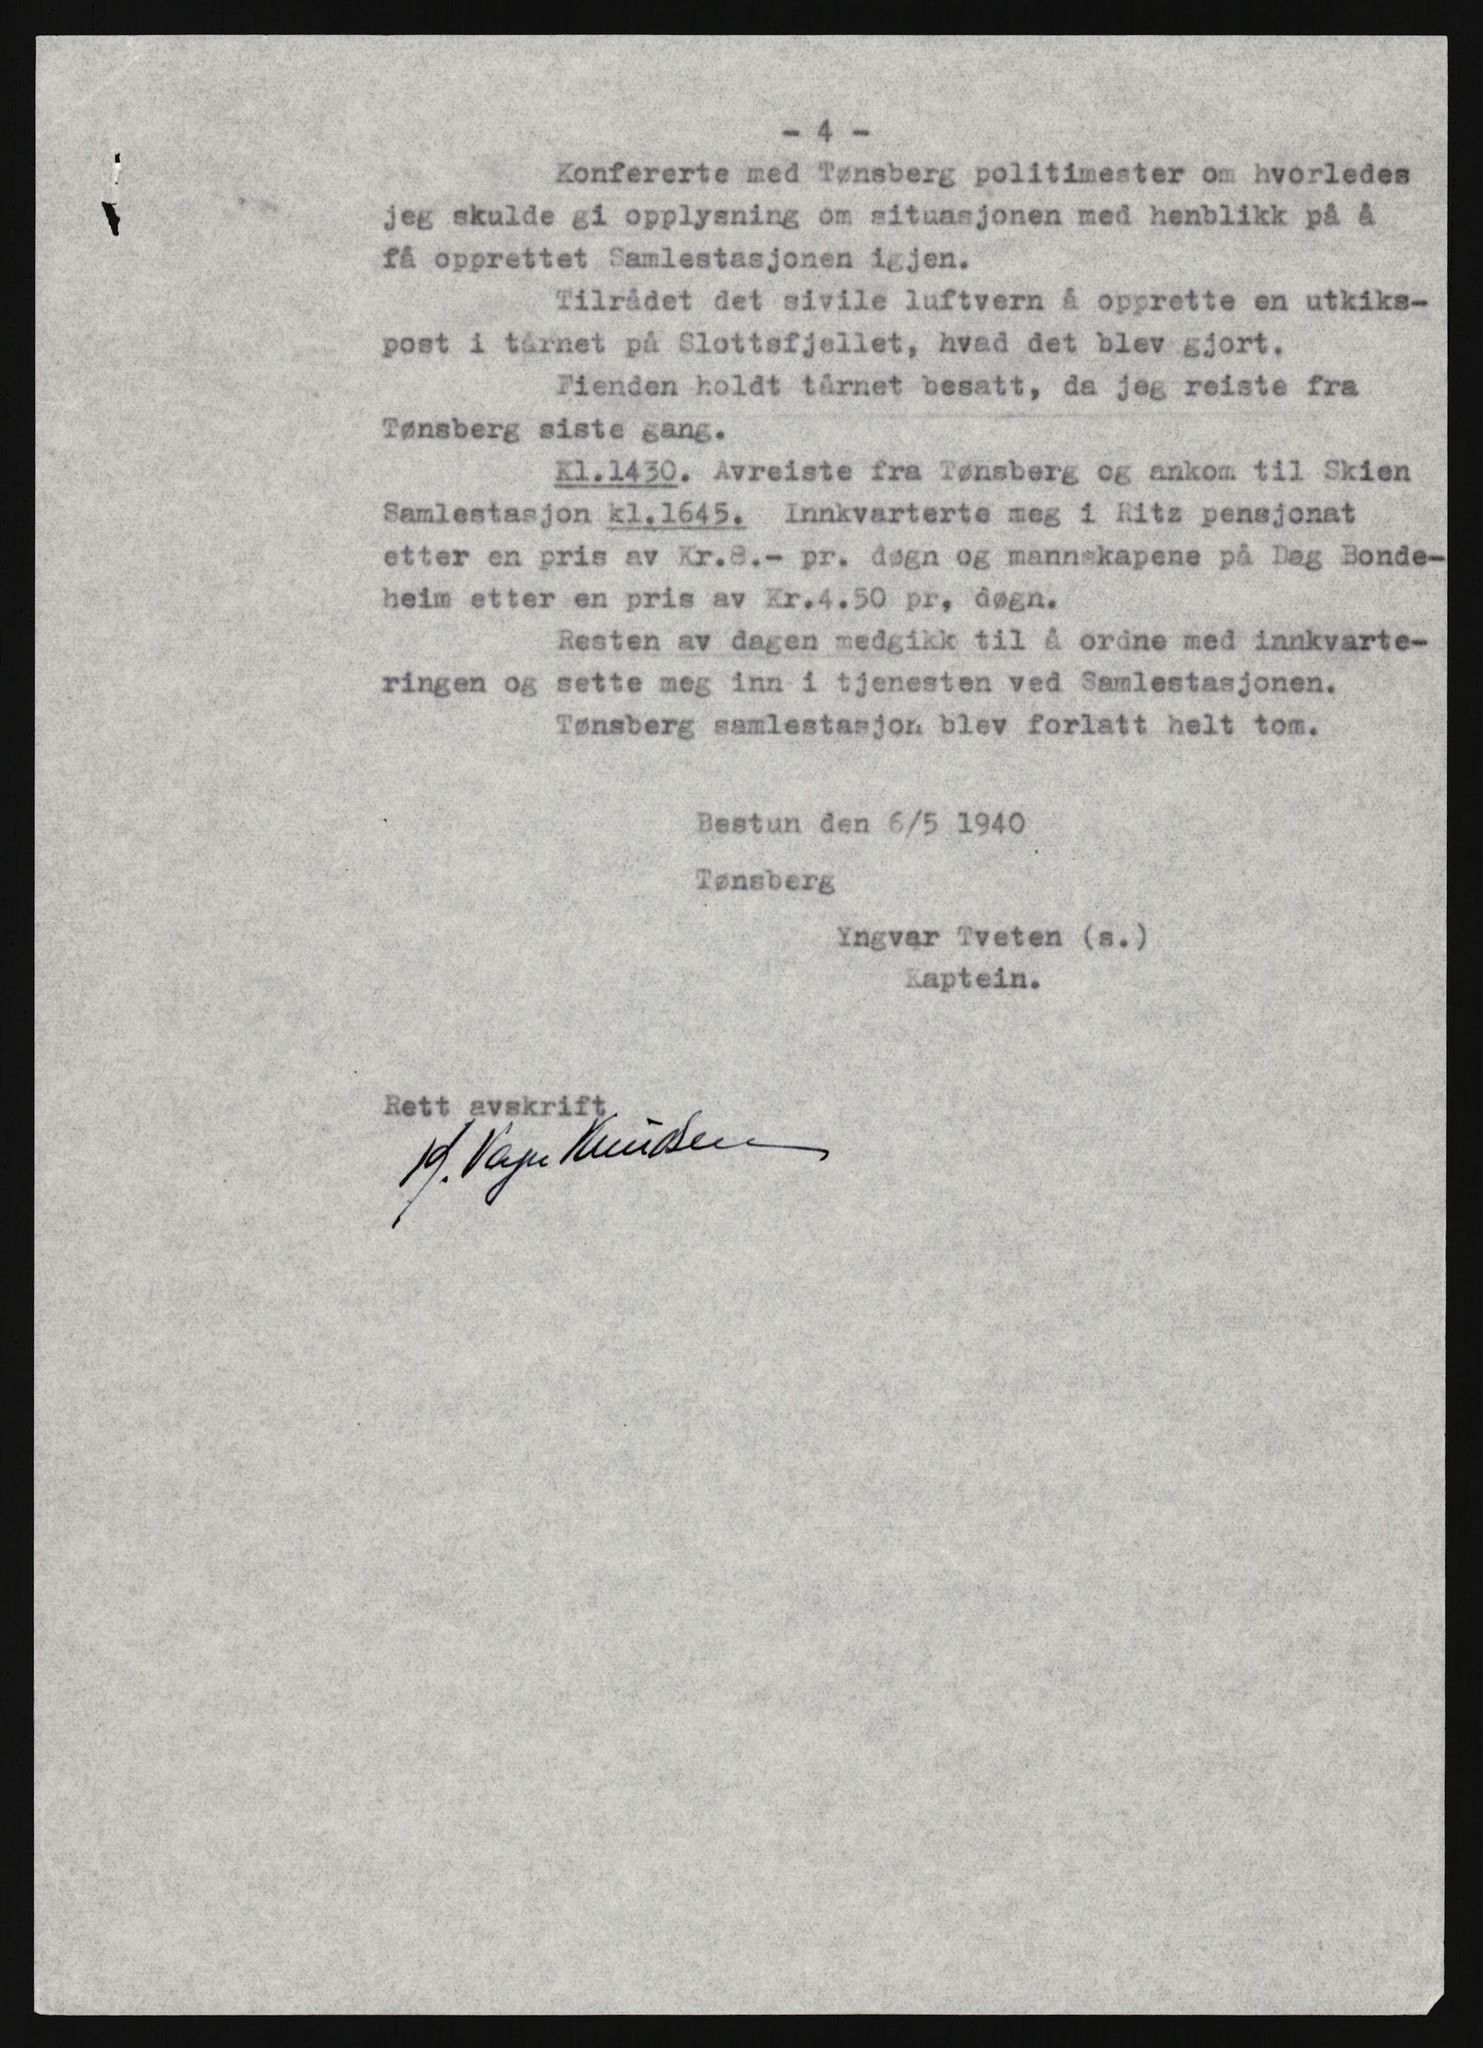 - 4 -
Konfererte med Tønsberg politimester om hvorledes
jeg skulde gi opplysning om situasjonen med henblikk på å
få opprettet Samlestasjonen igjen.
Tilrådet det sivile luftvern å opprette en utkiks-
post i tårnet på Slottsfjellet, hvad det blev gjort.
Fienden holdt tårnet besatt, da jeg reiste fra
Tønsberg siste gang.
Kl.1430. Avreiste fra Tønsberg og ankom til Skien
Samlestasjon kl.1645. Innkvarterte meg i Ritz pensjonat
etter en pris av Kr.8.- pr. døgn og mannskapene på Dag Bonde-
heim etter en pris av Kr.4.50 pr. døgn.
Resten av dagen medgikk til å ordne med innkvarte-
ringen og sette meg inn i tjenesten ved Samlestasjonen.
Tønsberg samlestasjon blev forlatt helt tom.
Bestun den 6/5 1940
Tønsberg
Yngvar Tveten (s.)
Kaptein.
Rett avskrift
Knudsen